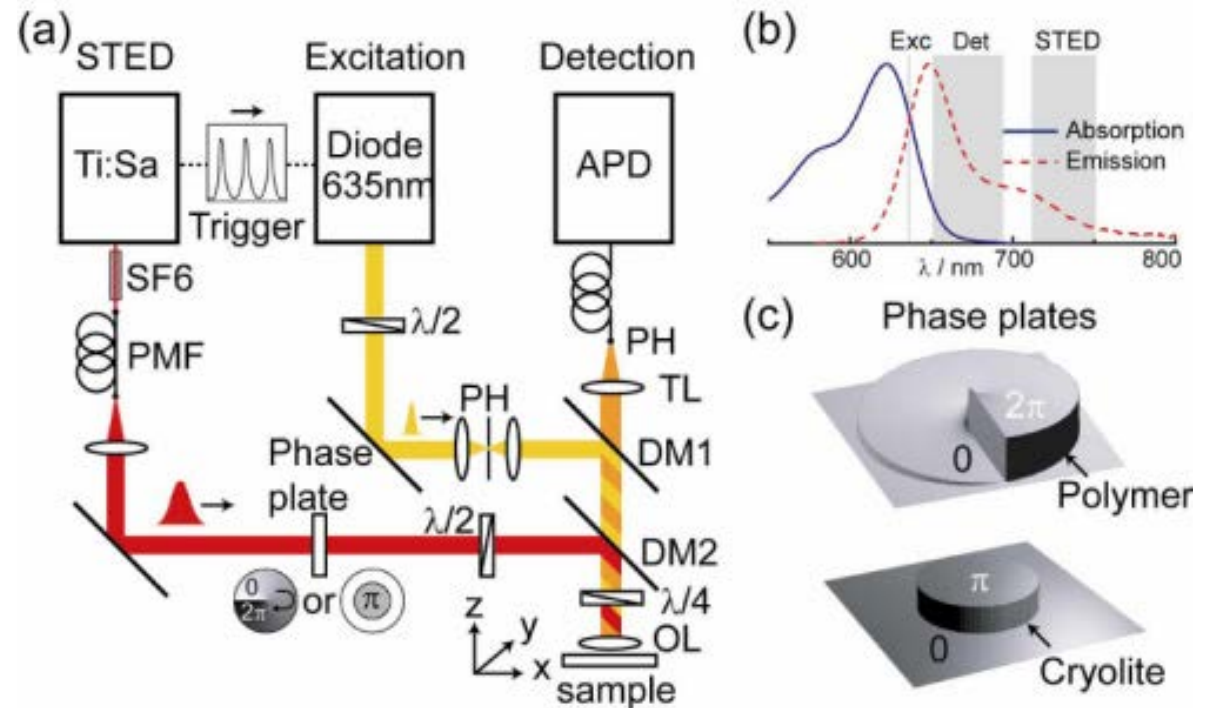 (a)
STED
Excitation
Detection
Ti:Sa
Trigger
Diode
635nm
APD
SF6
PMF
λ/2
PH
TL
PH
DM1
Phase
plate
λ/2
DM2
0
2π
or
π
λ/4
OL
z
y
x
sample
(b)
Exc
Det
STED
Absorption
Emission
600
λ / nm
700
800
(c)
Phase plates
2π
0
Polymer
π
0
Cryolite